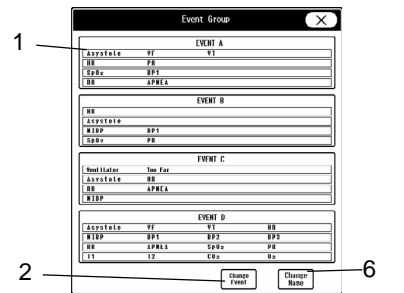 Event Group
1
EVENT A
Asystole VF VT
HR PR
SpO₂ BP1
RR APNEA
EVENT B
HR
Asystole
NIBP BP1
SpO₂ PR
EVENT C
Ventilator Tow Far
Asystole HR
RR APNEA
NIBP
EVENT D
Asystole VF VT HR
NIBP BP1 BP2 BP3
RR APNEA SpO₂ PR
T1 T2 CO₂ O₂
2
Change Event
Change Name
6